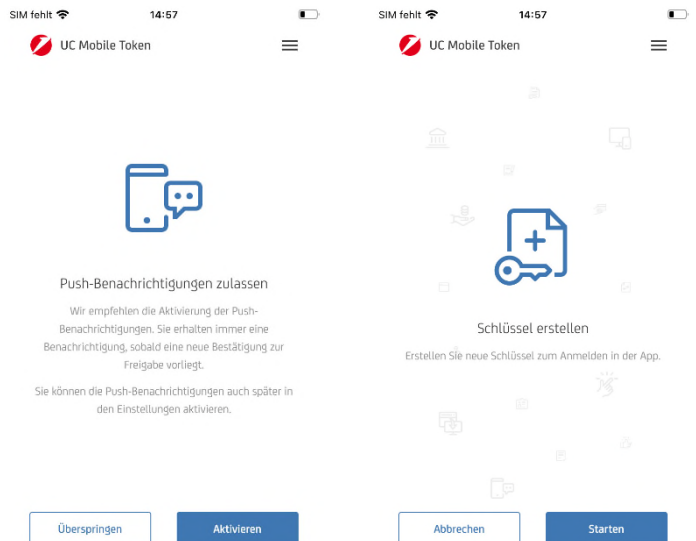 SIM fehlt 14:57
UC Mobile Token
Push-Benachrichtigungen zulassen
Wir empfehlen die Aktivierung der Push-
Benachrichtigungen. Sie erhalten immer eine
Benachrichtigung, sobald eine neue Bestätigung zur
Freigabe vorliegt.
Sie können die Push-Benachrichtigungen auch später in
den Einstellungen aktivieren.
Überspringen Aktivieren
SIM fehlt 14:57
UC Mobile Token
Schlüssel erstellen
Erstellen Sie neue Schlüssel zum Anmelden in der App.
Abbrechen Starten